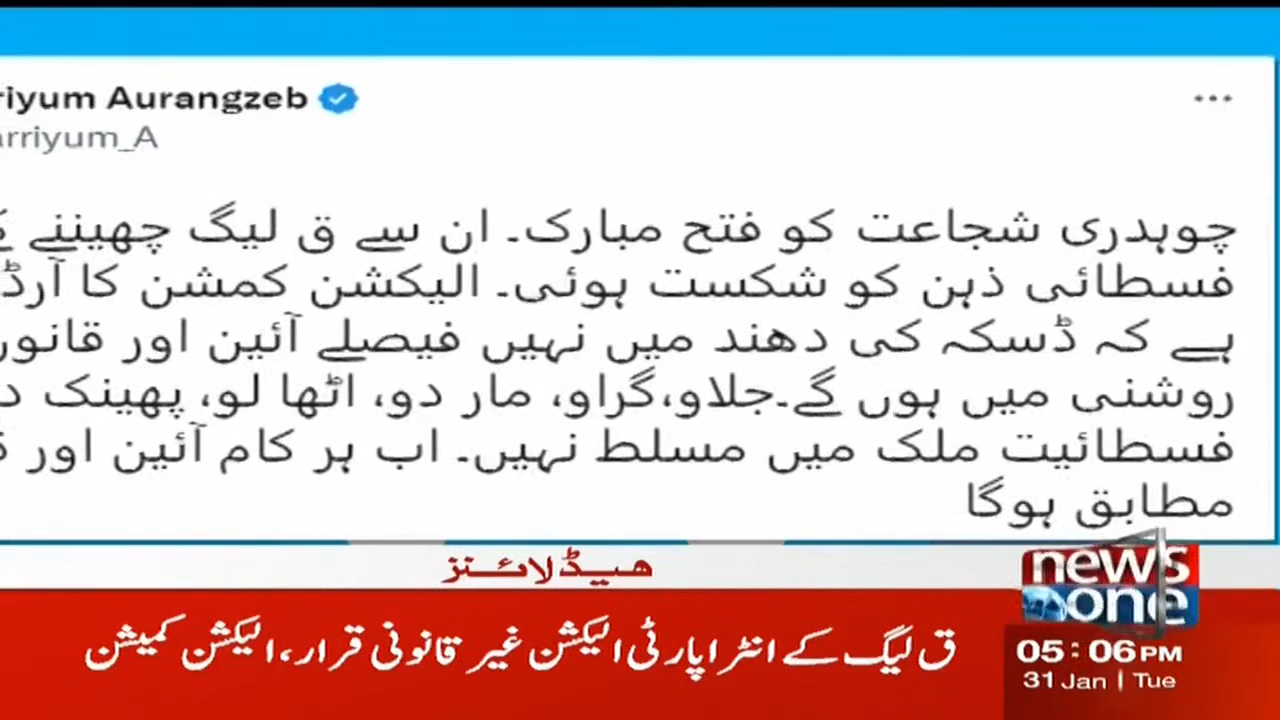 riyum Aurangzeb
arriyum_A
چوہدری شجاعت کو فتح مبارک۔ ان سے ق لیگ چھیننے
فسطائی ذہن کو شکست ہوئی۔ الیکشن کمشن کا آرڈ
ہے کہ ڈسکہ کی دھند میں نہیں فیصلے آئین اور قانور
روشنی میں ہوں گے۔جلاو،گراو، مار دو، اٹھا لو، پھینک د
فسطائیت ملک میں مسلط نہیں۔ اب ہر کام آئین اور
مطابق ہوگا
ہیڈلائنز
ق لیگ کے انٹرا پارٹی الیکشن غیر قانونی قرار، الیکشن کمیشن
news
one
05:06 PM
31 Jan | Tue